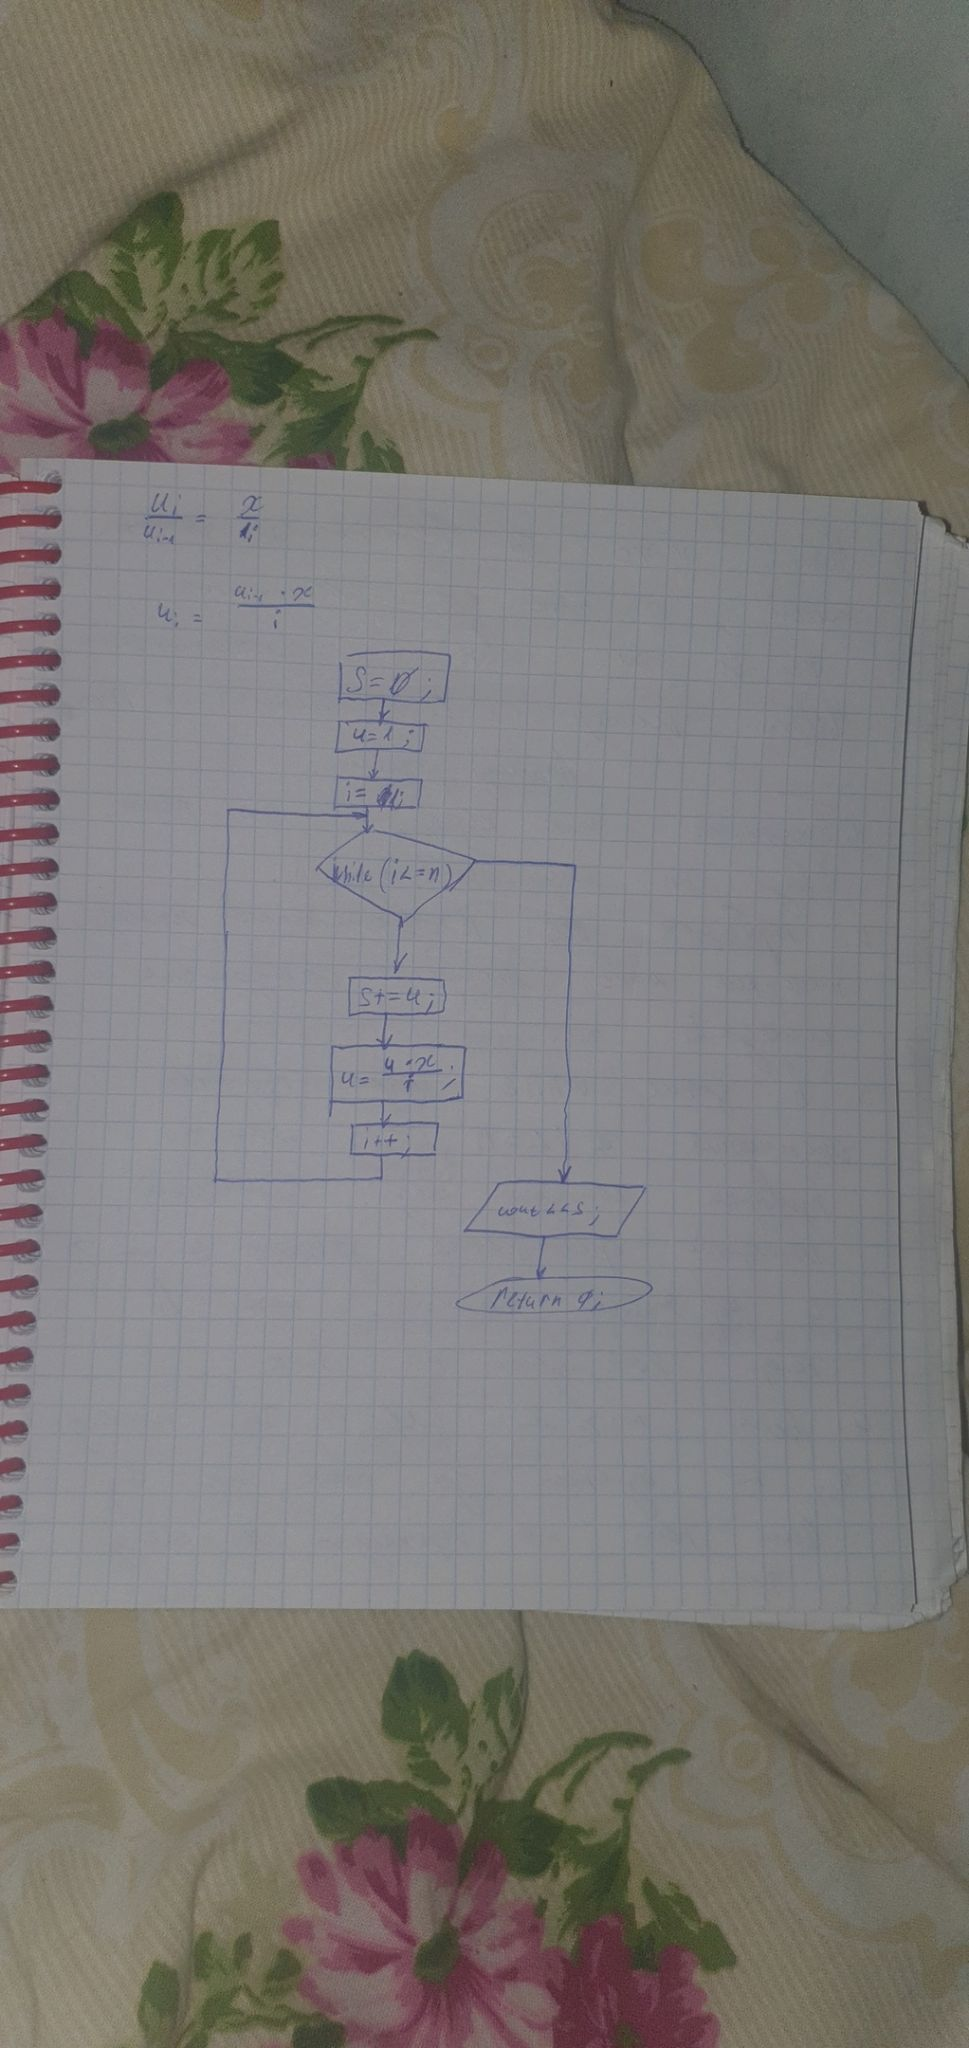 u_i / u_{i-1} = x / i
u_i = u_{i-1} · x / i
S=0;
u=1;
i=1;
while(i<=n)
S+=u;
u= u·x / i ;
i++;
cout<<S;
return 0;